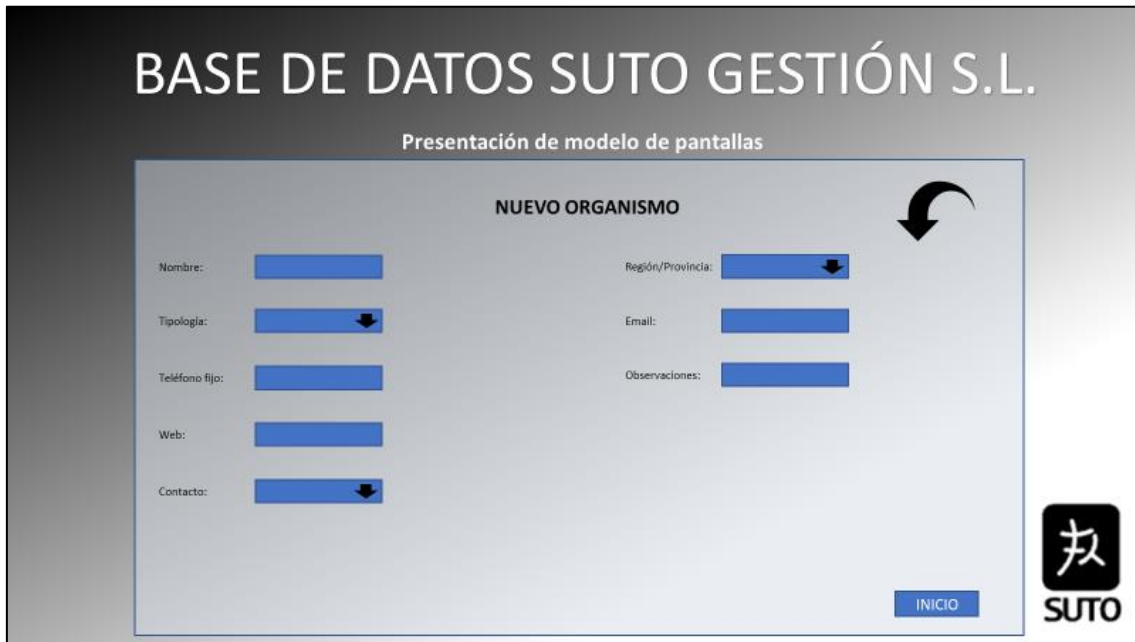 BASE DE DATOS SUTO GESTIÓN S.L.
Presentación de modelo de pantallas
NUEVO ORGANISMO
Nombre:
Tipología:
Teléfono fijo:
Web:
Contacto:
Región/Provincia:
Email:
Observaciones:
INICIO
SUTO